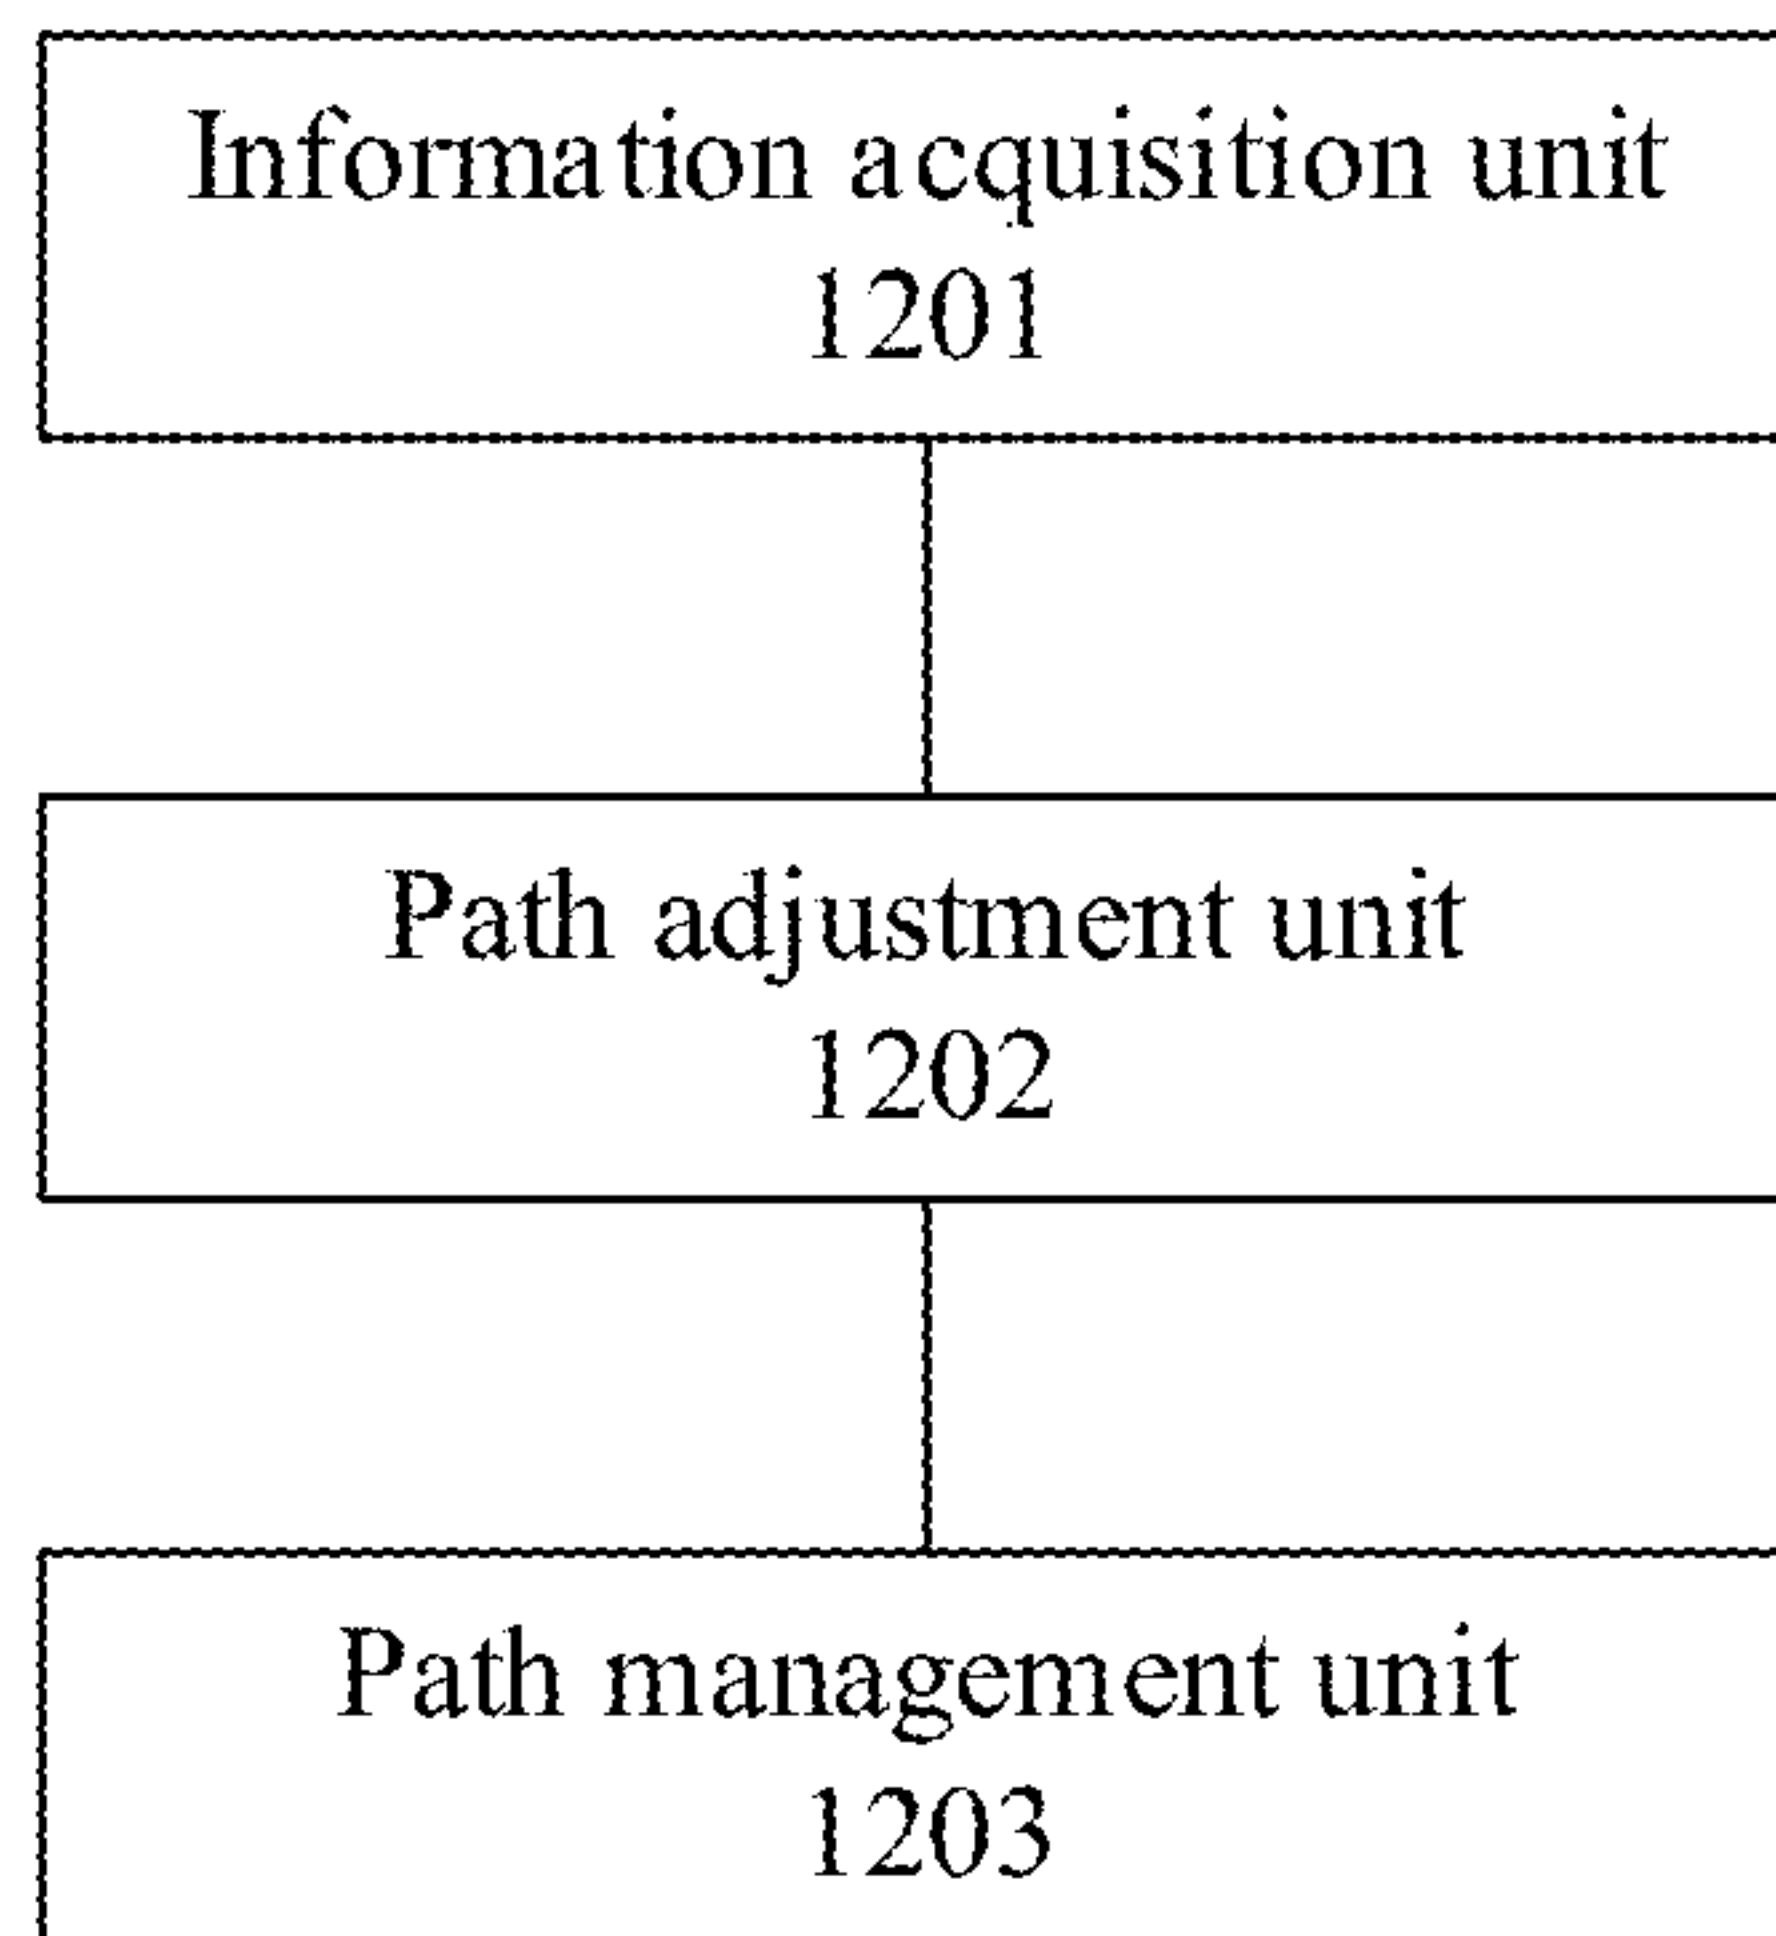 Information acquisition unit
1201
Path adjustment unit
1202
Path management unit
1203